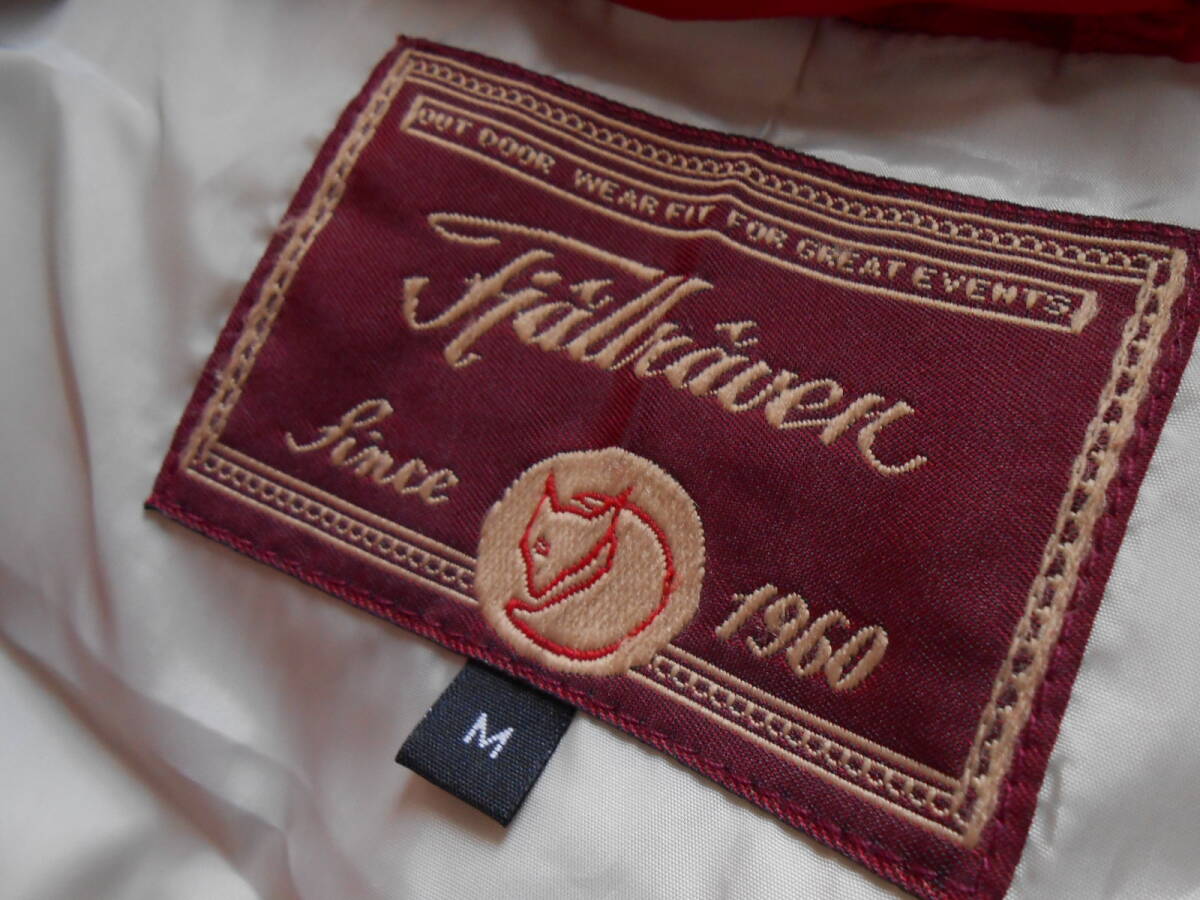 OUT DOOR WEAR FIT FOR GREAT EVENTS
Fjällräven
Since 1960
M